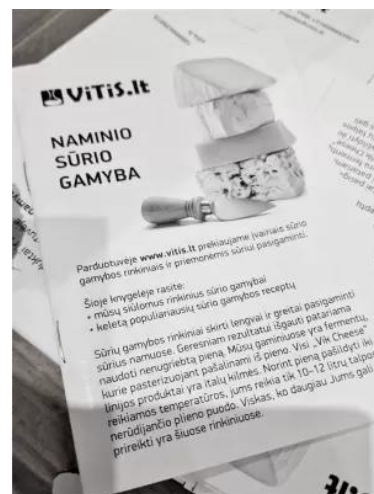 ViTiS.lt
NAMINIO
SŪRIO
GAMYBA
Parduotuvėje www.vitis.lt prekiaujame įvairiais sūrio
gamybos rinkiniais ir priemonėmis sūriui pasigaminti.
Šioje knygelėje rasite:
• mūsų siūlomus rinkinius sūrio gamybai
• keletą populiariausių sūrio gamybos receptų
Sūrių gamybos rinkiniai skirti lengvai ir greitai pasigaminti
sūrius namuose. Geresniam rezultatui išgauti patariama
naudoti nenugriebtą pieną. Mūsų gaminiuose yra fermentų,
kurie pasterizuojant pašalinami iš pieno. Visi „Vik Cheese"
linijos produktai yra italų kilmės. Norint pieną pašildyti iki
reikiamos temperatūros, jums reikia tik 10-12 litrų talpos
nerūdijančio plieno puodo. Viskas, ko daugiau Jums gali
prireikti yra šiuose rinkiniuose.